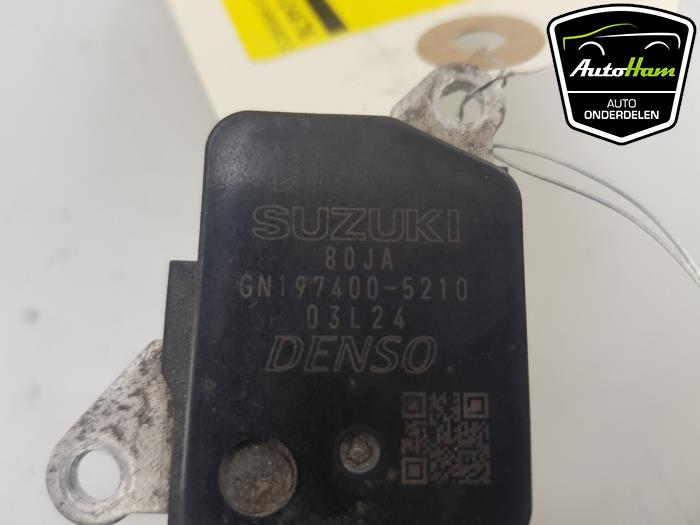 AutoHam
AUTO
ONDERDELEN
SUZUKI
80JA
GN197400-5210
03L24
DENSO